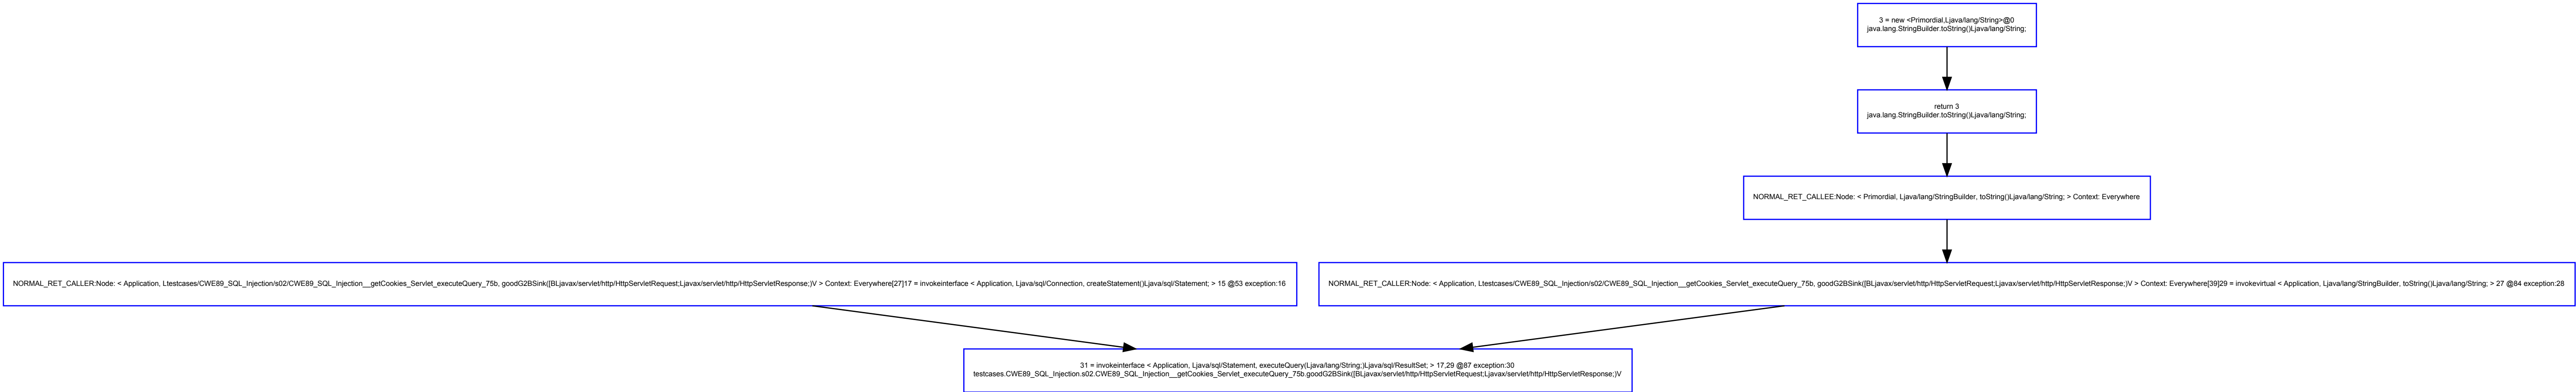 3 = new <Primordial,Ljava/lang/String>@0
java.lang.StringBuilder.toString()Ljava/lang/String;
return 3
java.lang.StringBuilder.toString()Ljava/lang/String;
NORMAL_RET_CALLEE:Node: < Primordial, Ljava/lang/StringBuilder, toString()Ljava/lang/String; > Context: Everywhere
NORMAL_RET_CALLER:Node: < Application, Ltestcases/CWE89_SQL_Injection/s02/CWE89_SQL_Injection__getCookies_Servlet_executeQuery_75b, goodG2BSink([BLjavax/servlet/http/HttpServletRequest;Ljavax/servlet/http/HttpServletResponse;)V > Context: Everywhere[27]17 = invokeinterface < Application, Ljava/sql/Connection, createStatement()Ljava/sql/Statement; > 15 @53 exception:16
NORMAL_RET_CALLER:Node: < Application, Ltestcases/CWE89_SQL_Injection/s02/CWE89_SQL_Injection__getCookies_Servlet_executeQuery_75b, goodG2BSink([BLjavax/servlet/http/HttpServletRequest;Ljavax/servlet/http/HttpServletResponse;)V > Context: Everywhere[39]29 = invokevirtual < Application, Ljava/lang/StringBuilder, toString()Ljava/lang/String; > 27 @84 exception:28
31 = invokeinterface < Application, Ljava/sql/Statement, executeQuery(Ljava/lang/String;)Ljava/sql/ResultSet; > 17,29 @87 exception:30
testcases.CWE89_SQL_Injection.s02.CWE89_SQL_Injection__getCookies_Servlet_executeQuery_75b.goodG2BSink([BLjavax/servlet/http/HttpServletRequest;Ljavax/servlet/http/HttpServletResponse;)V